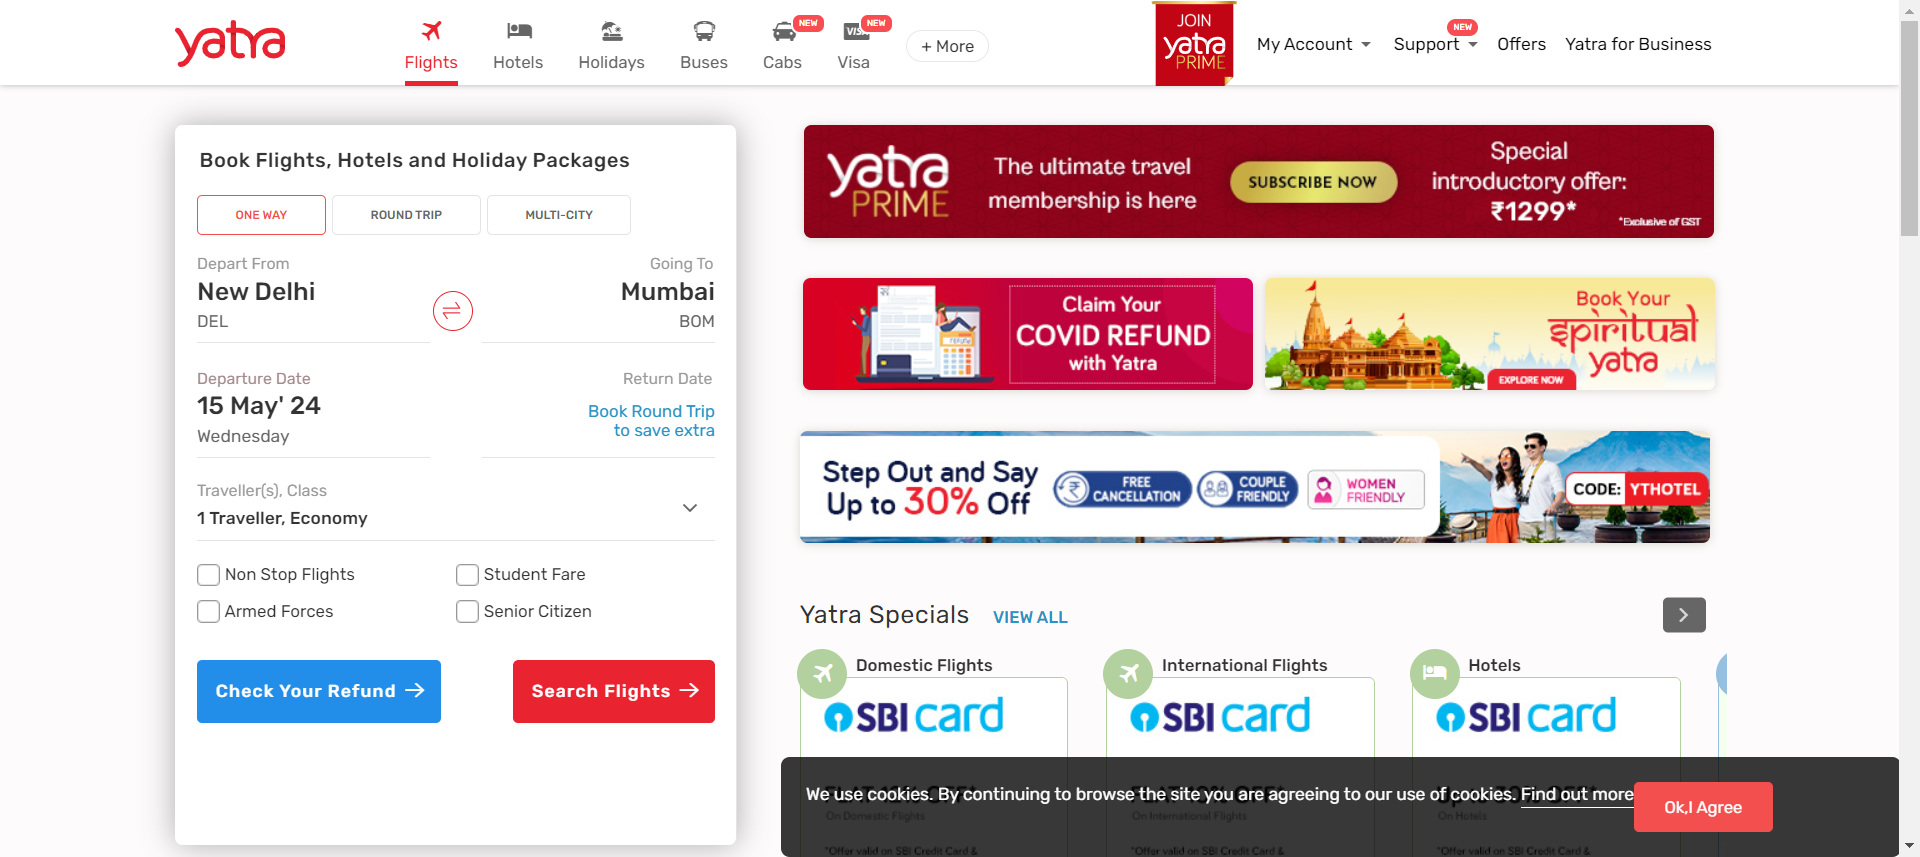 yatra
Flights
Hotels
Holidays
Buses
NEW
Cabs
VISA
NEW
Visa
+ More
JOIN
yatra
PRIME
My Account
NEW
Support
Offers
Yatra for Business
Book Flights, Hotels and Holiday Packages
ONE WAY
ROUND TRIP
MULTI-CITY
Depart From
New Delhi
DEL
Going To
Mumbai
BOM
Departure Date
15 May' 24
Wednesday
Return Date
Book Round Trip
to save extra
Traveller(s), Class
1 Traveller, Economy
Non Stop Flights
Student Fare
Armed Forces
Senior Citizen
Check Your Refund
Search Flights
yatra
PRIME
The ultimate travel
membership is here
SUBSCRIBE NOW
Special
introductory offer:
₹1299*
*Exclusive of GST
REFUND
Claim Your
COVID REFUND
with Yatra
Book Your
spiritual
yatra
EXPLORE NOW
Step Out and Say
Up to 30% Off
FREE
CANCELLATION
COUPLE
FRIENDLY
WOMEN
FRIENDLY
CODE: YTHOTEL
Yatra Specials
VIEW ALL
Domestic Flights
SBI card
FLAT 12% OFF*
On Domestic Flights
*Offer valid on SBI Credit Card &
International Flights
SBI card
FLAT 10% OFF*
On International Flights
*Offer valid on SBI Credit Card &
Hotels
SBI card
On Hotels
*Offer valid on SBI Credit Card &
We use cookies. By continuing to browse the site you are agreeing to our use of cookies. Find out more
Ok,I Agree